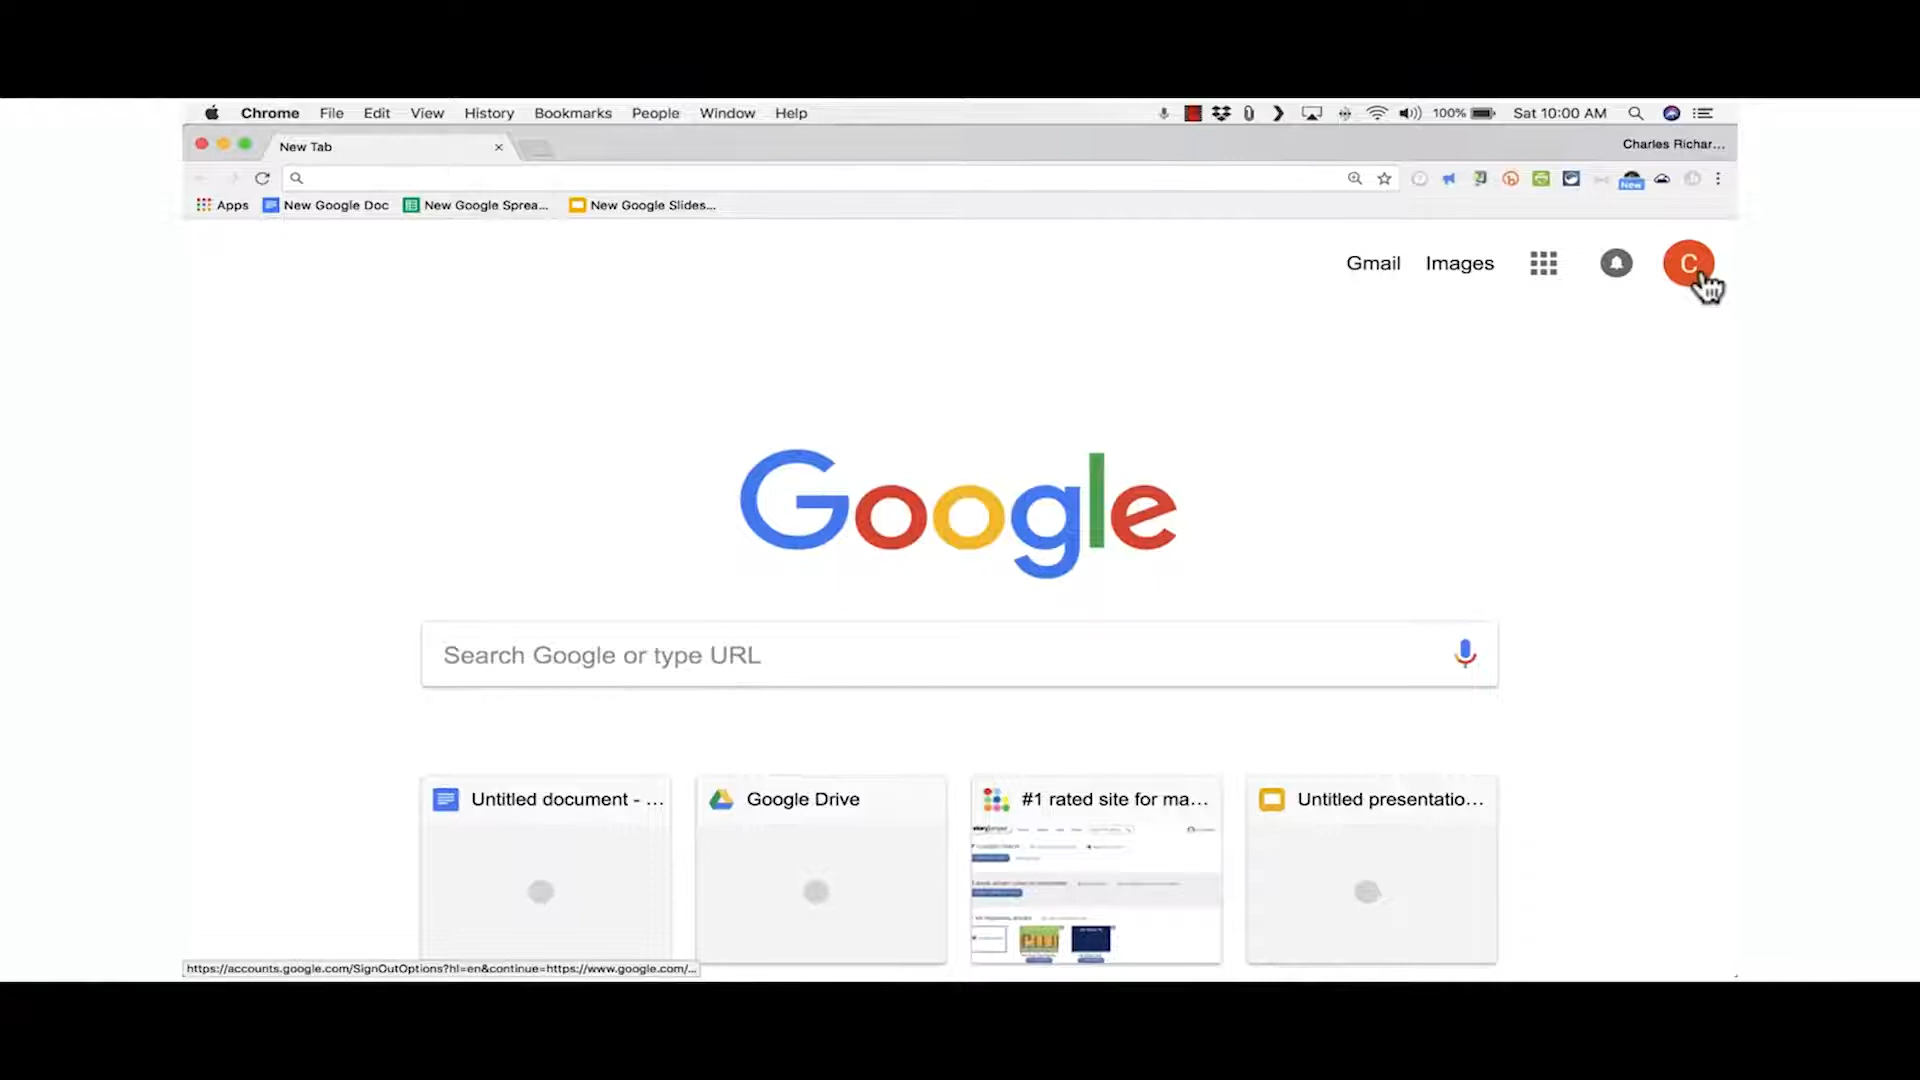 Chrome File Edit View History Bookmarks People Window Help 100% Sat 10:00 AM
New Tab Charles Richar...
Apps New Google Doc New Google Sprea... New Google Slides...
New
Gmail Images C
Google
Search Google or type URL
Untitled document - ... Google Drive #1 rated site for ma... Untitled presentatio...
https://accounts.google.com/SignOutOptions?hl=en&continue=https://www.google.com/...